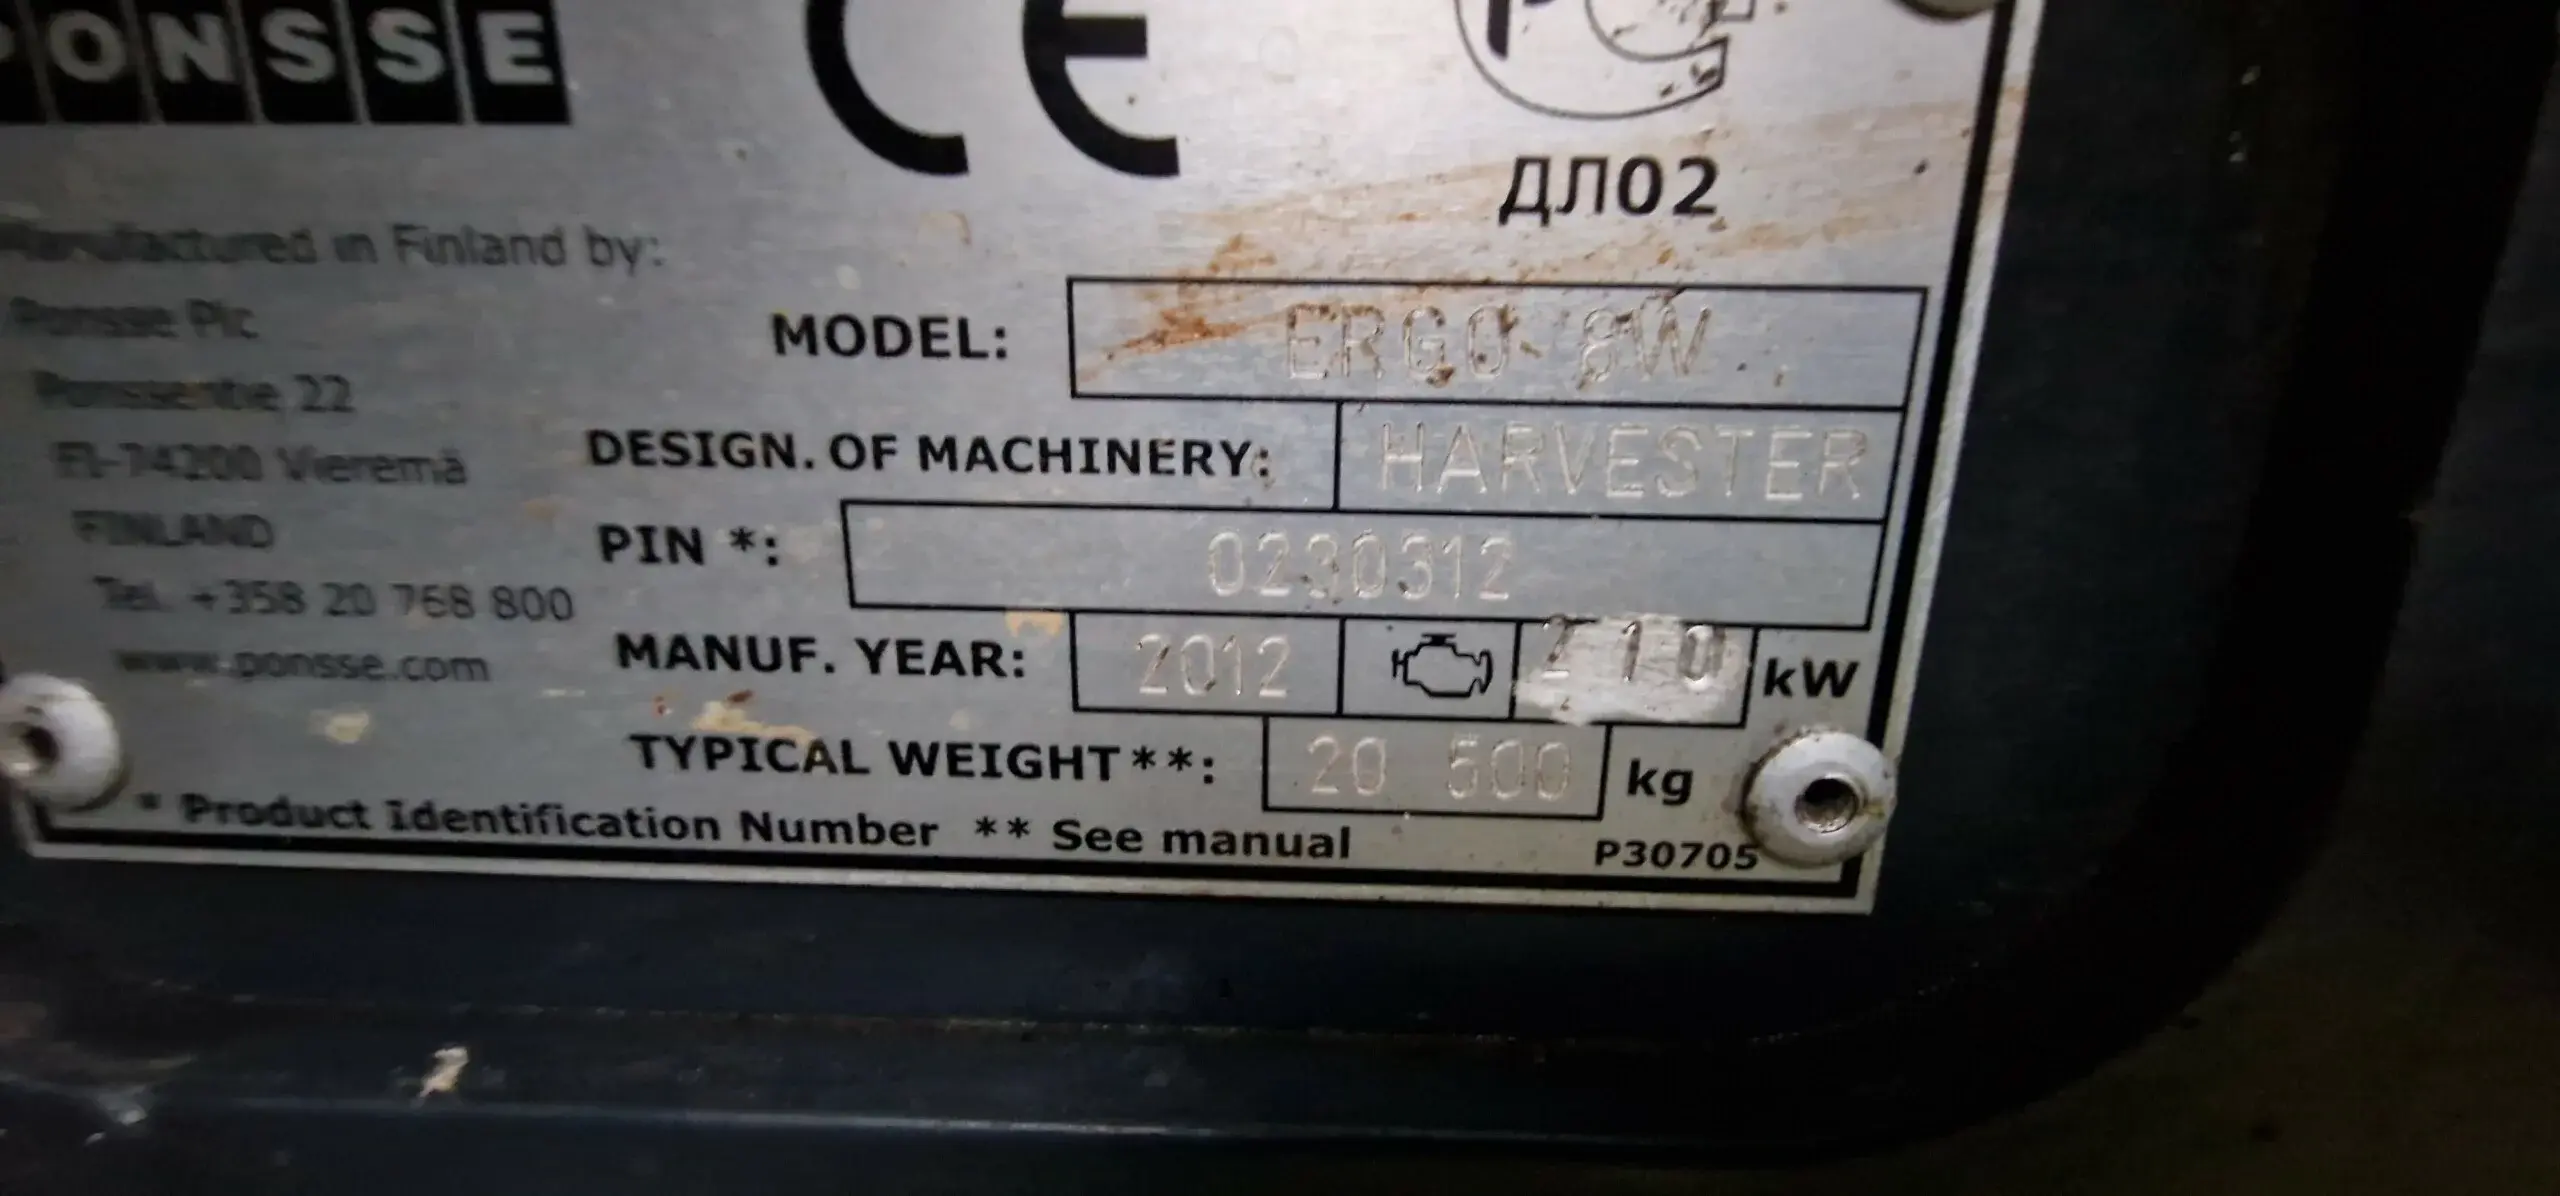 PONSSE CE
ДЛ02
Manufactured in Finland by:
Ponsse Plc
Ponssentie 22
FI-74200 Vieremä
FINLAND
Tel. +358 20 768 800
www.ponsse.com
MODEL: ERGO 8W
DESIGN. OF MACHINERY: HARVESTER
PIN *: 0230312
MANUF. YEAR: 2012 210 kW
TYPICAL WEIGHT**: 20 500 kg
* Product Identification Number ** See manual
P30705